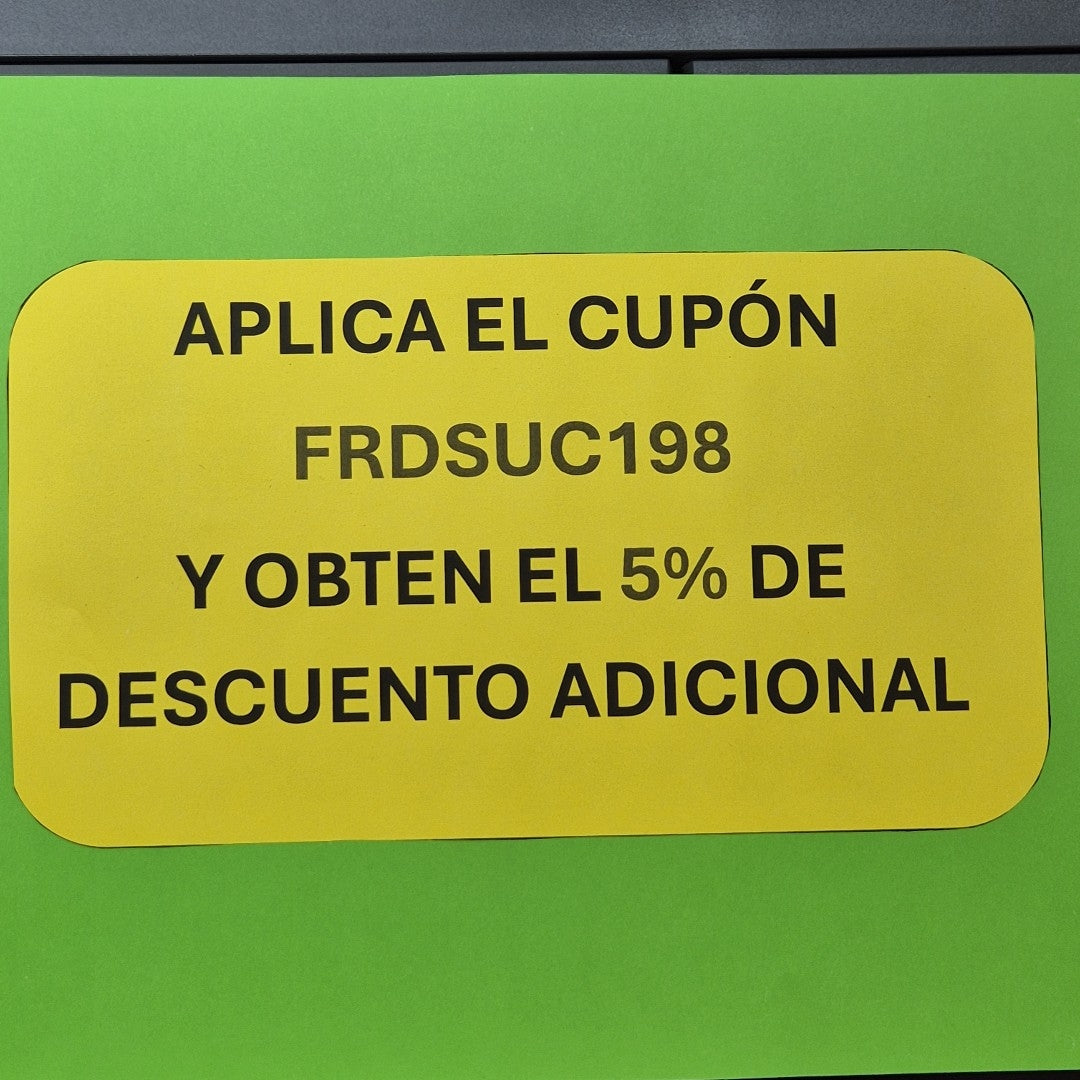 APLICA EL CUPÓN
FRDSUC198
Y OBTEN EL 5% DE
DESCUENTO ADICIONAL